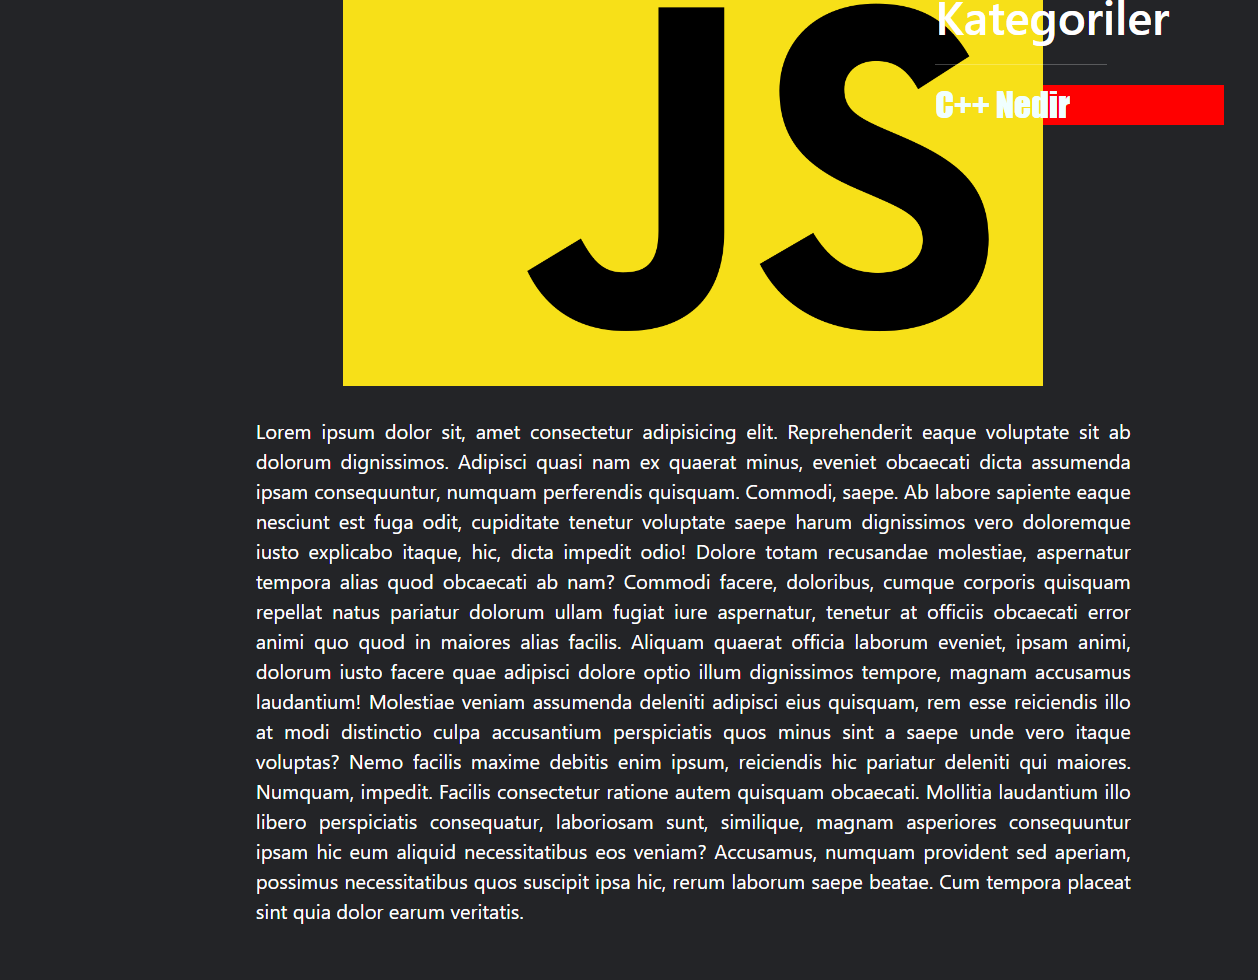 JS
Kategoriler
C++ Nedir
Lorem ipsum dolor sit, amet consectetur adipisicing elit. Reprehenderit eaque voluptate sit ab
dolorum dignissimos. Adipisci quasi nam ex quaerat minus, eveniet obcaecati dicta assumenda
ipsam consequuntur, numquam perferendis quisquam. Commodi, saepe. Ab labore sapiente eaque
nesciunt est fuga odit, cupiditate tenetur voluptate saepe harum dignissimos vero doloremque
iusto explicabo itaque, hic, dicta impedit odio! Dolore totam recusandae molestiae, aspernatur
tempora alias quod obcaecati ab nam? Commodi facere, doloribus, cumque corporis quisquam
repellat natus pariatur dolorum ullam fugiat iure aspernatur, tenetur at officiis obcaecati error
animi quo quod in maiores alias facilis. Aliquam quaerat officia laborum eveniet, ipsam animi,
dolorum iusto facere quae adipisci dolore optio illum dignissimos tempore, magnam accusamus
laudantium! Molestiae veniam assumenda deleniti adipisci eius quisquam, rem esse reiciendis illo
at modi distinctio culpa accusantium perspiciatis quos minus sint a saepe unde vero itaque
voluptas? Nemo facilis maxime debitis enim ipsum, reiciendis hic pariatur deleniti qui maiores.
Numquam, impedit. Facilis consectetur ratione autem quisquam obcaecati. Mollitia laudantium illo
libero perspiciatis consequatur, laboriosam sunt, similique, magnam asperiores consequuntur
ipsam hic eum aliquid necessitatibus eos veniam? Accusamus, numquam provident sed aperiam,
possimus necessitatibus quos suscipit ipsa hic, rerum laborum saepe beatae. Cum tempora placeat
sint quia dolor earum veritatis.